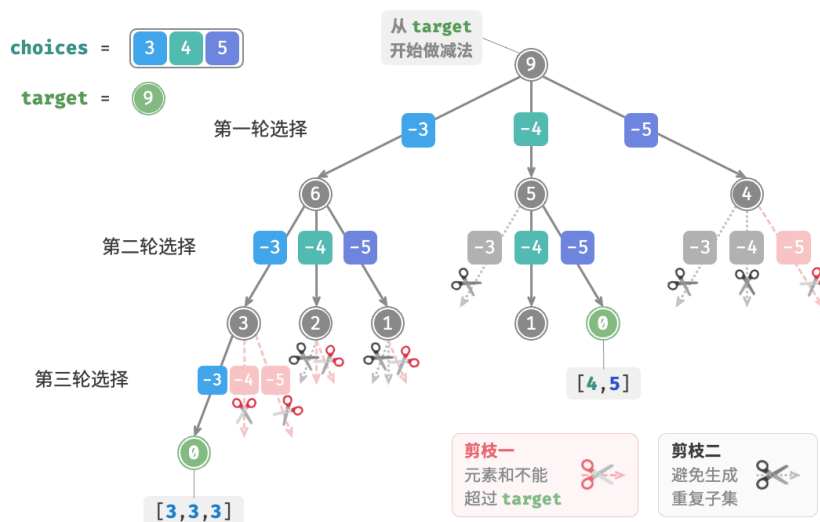 从 target
开始做减法
choices = 3 4 5
9
target = 9
第一轮选择
-3 -4 -5
6 5 4
第二轮选择
-3 -4 -5 -3 -4 -5 -3 -4 -5
3 2 1 1 0
第三轮选择
-3 -4 -5
[4,5]
0
[3,3,3]
剪枝一
元素和不能
超过 target
剪枝二
避免生成
重复子集